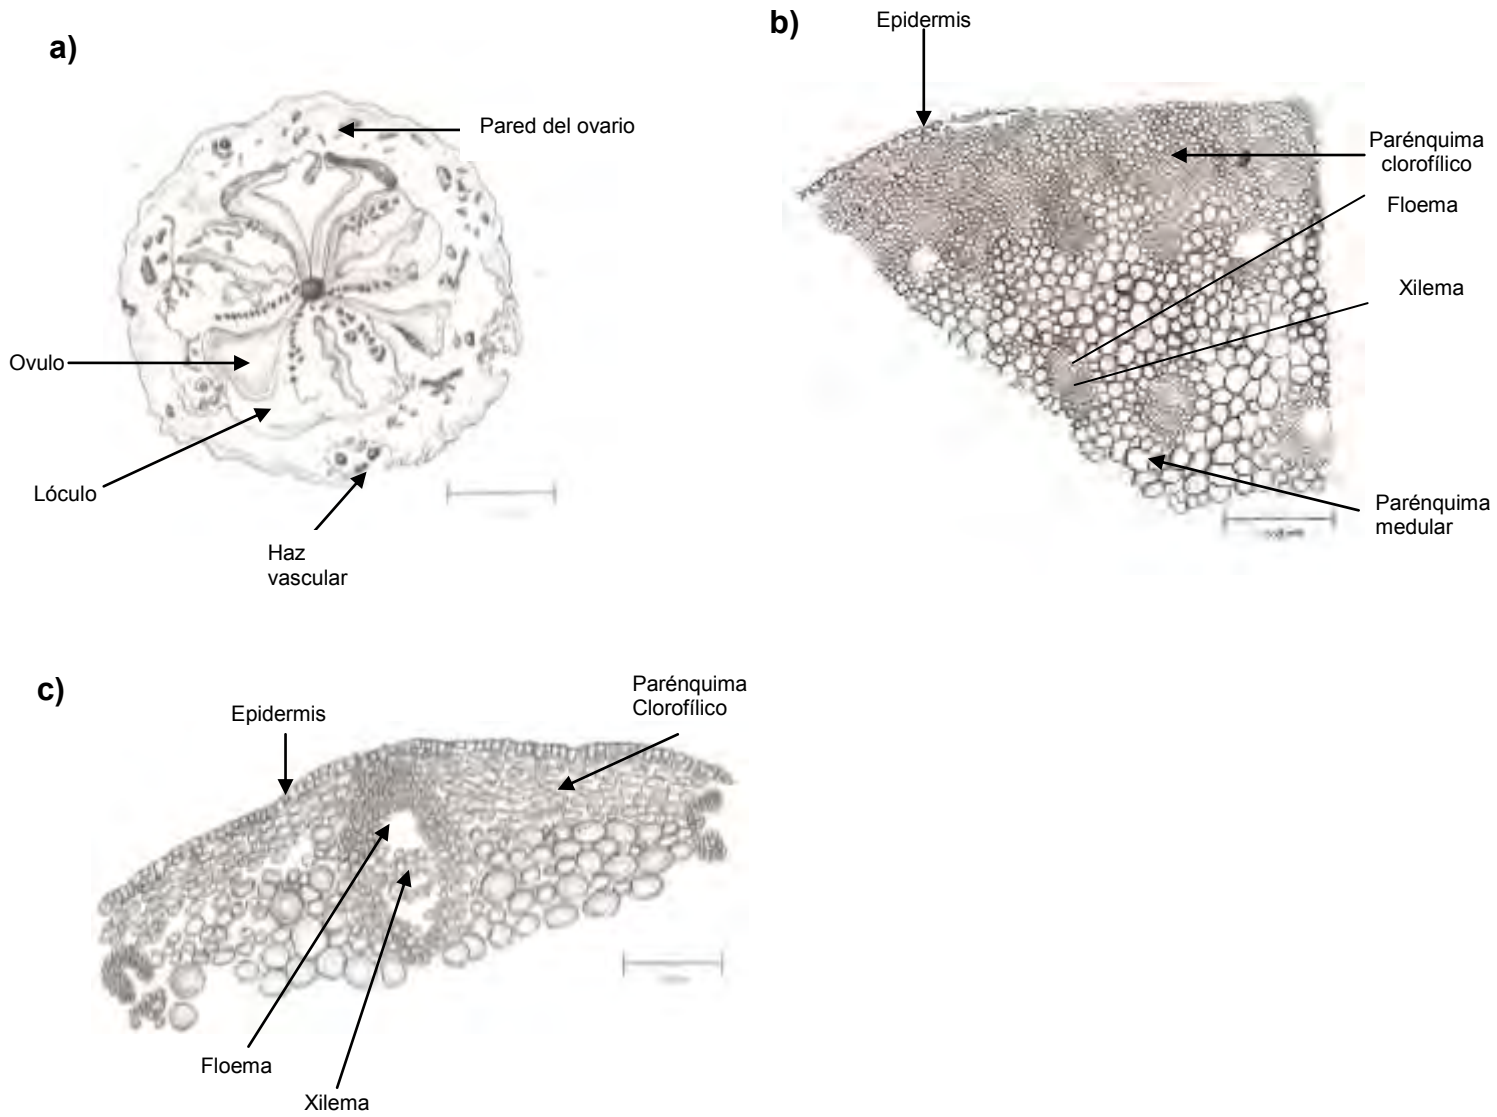 a)
Pared del ovario
Ovulo
Lóculo
Haz
vascular
b)
Epidermis
Parénquima
clorofílico
Floema
Xilema
Parénquima
medular
c)
Epidermis
Parénquima
Clorofílico
Floema
Xilema